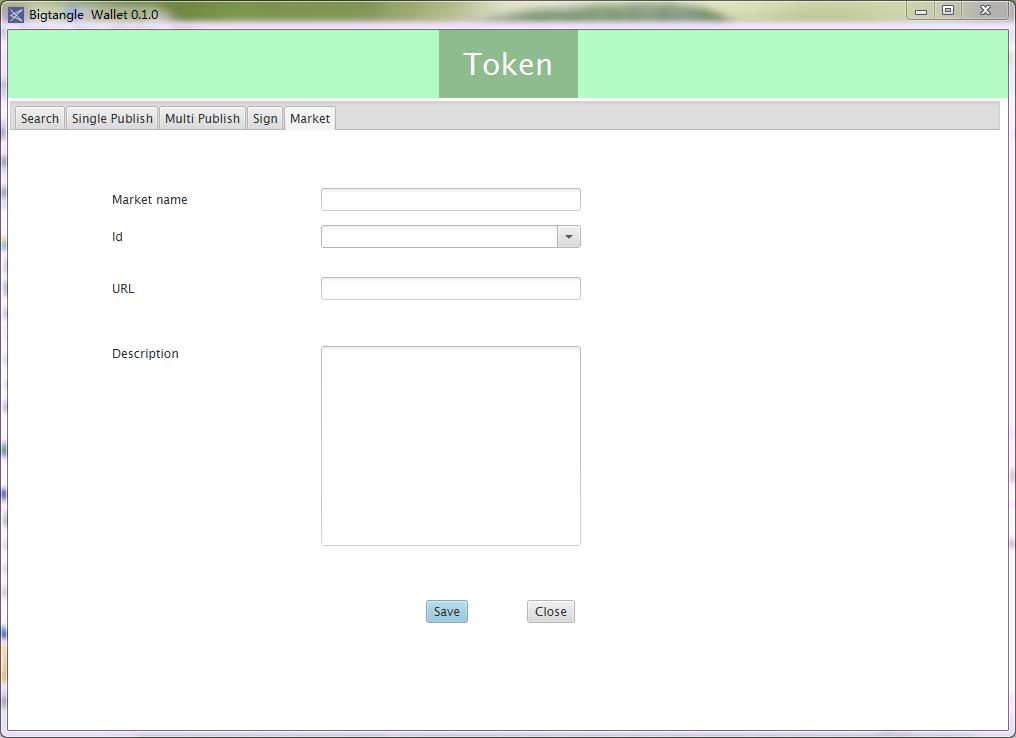 Bigtangle  Wallet 0.1.0
Token
Search Single Publish Multi Publish Sign Market
Market name
Id
URL
Description
Save Close